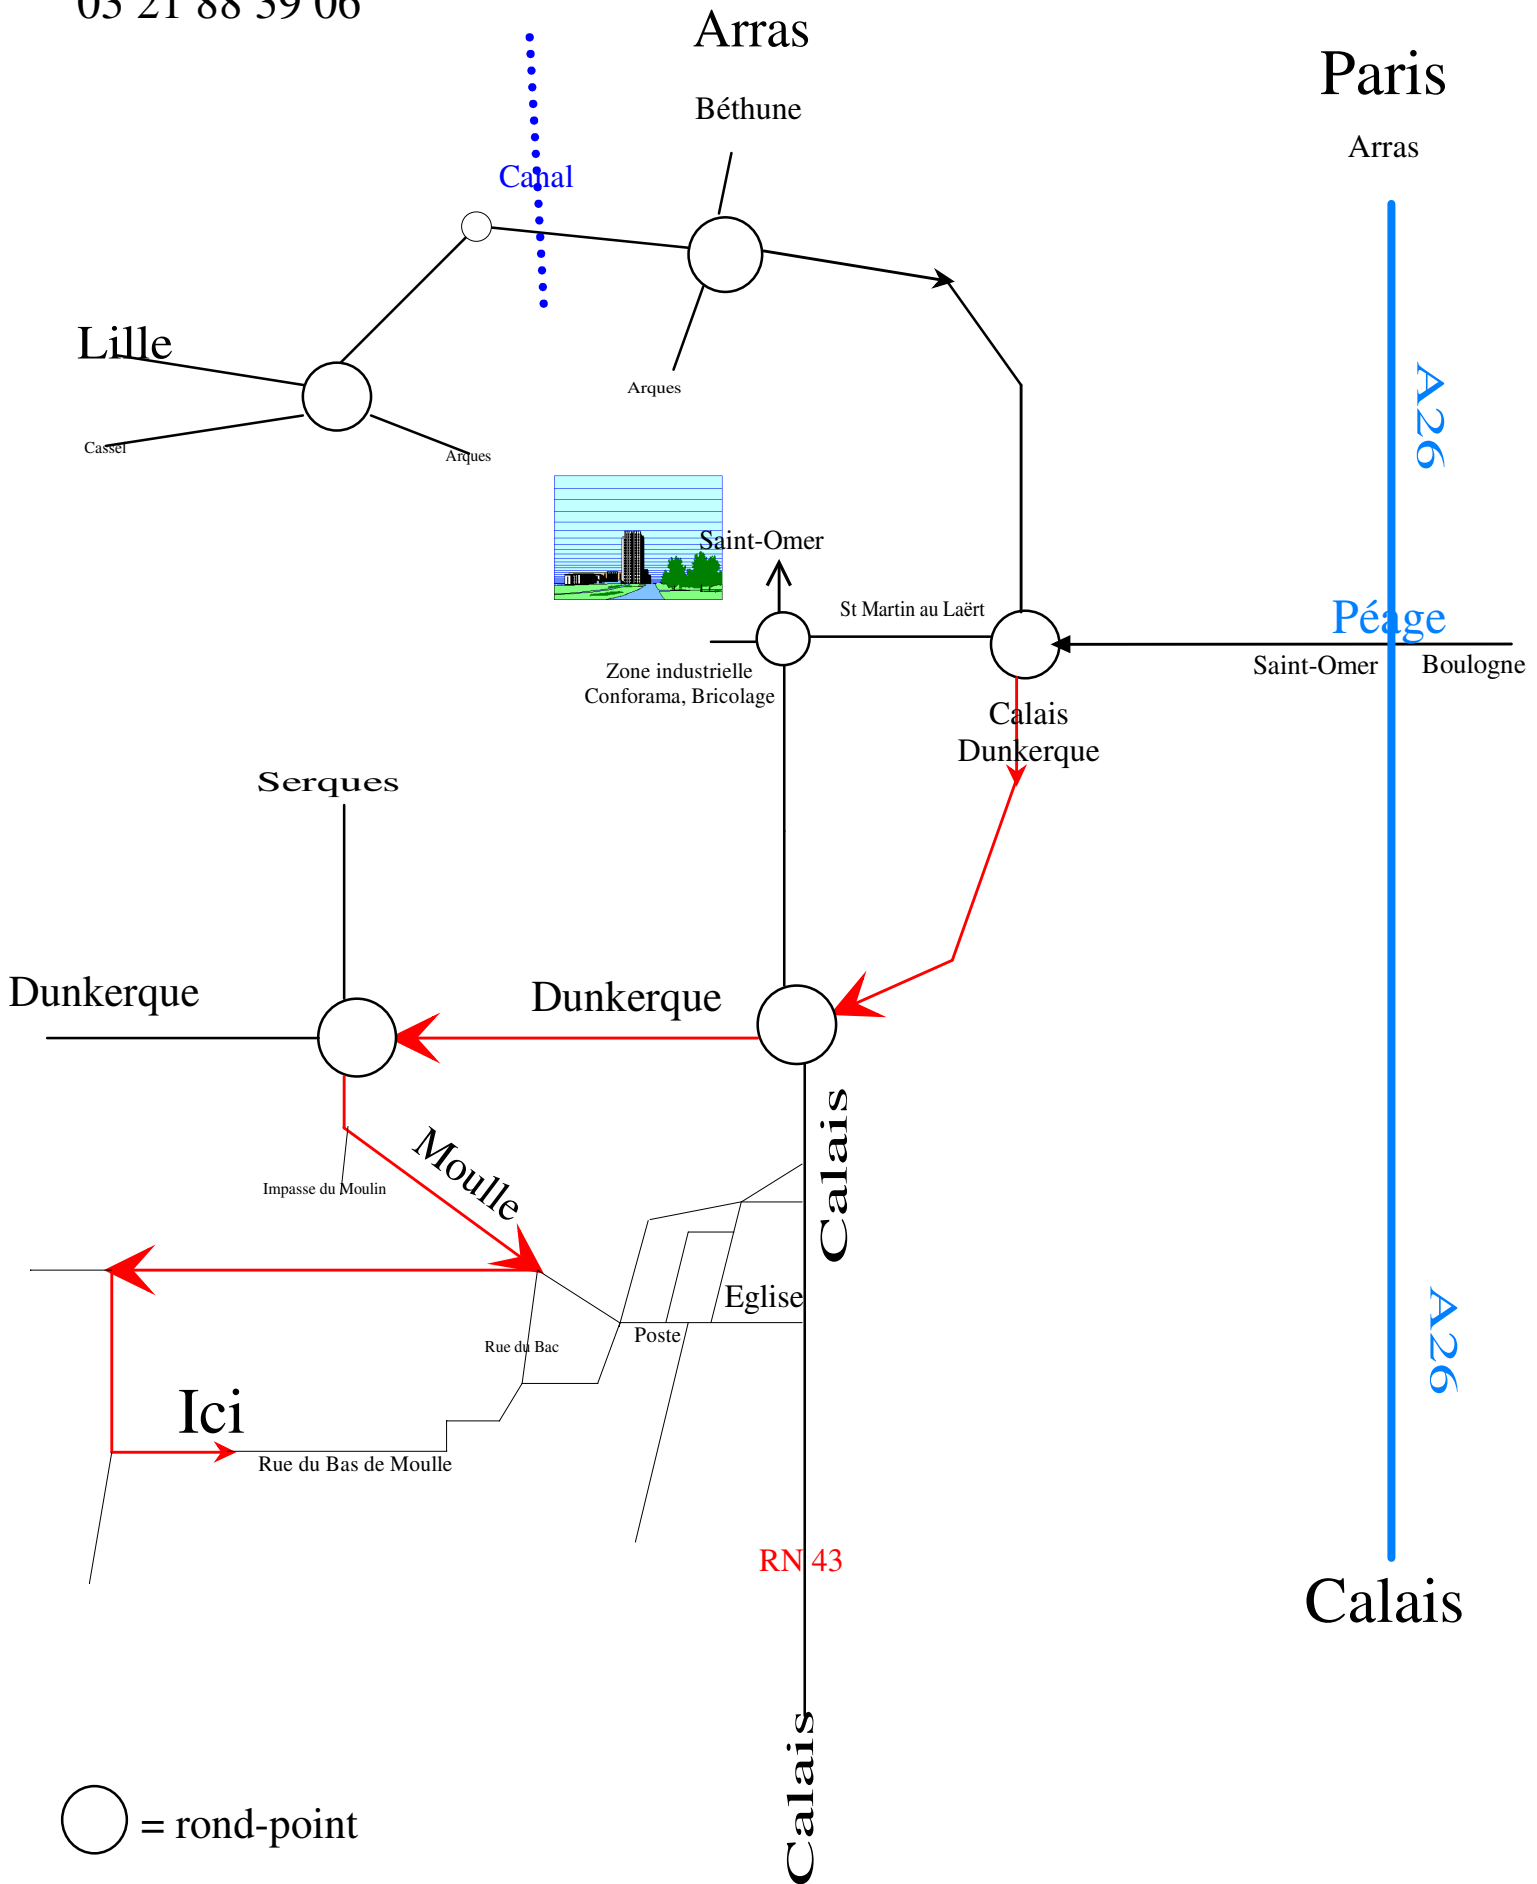 03 21 88 39 06
Arras
Paris
Béthune
Arras
Canal
Lille
A26
Arques
Cassel
Arques
Saint-Omer
St Martin au Laërt
Péage
Zone industrielle
Conforama, Bricolage
Saint-Omer
Boulogne
Calais
Dunkerque
Serques
Dunkerque
Dunkerque
Calais
Moulle
Impasse du Moulin
Eglise
Poste
Rue du Bac
A26
Ici
Rue du Bas de Moulle
RN 43
Calais
Calais
= rond-point